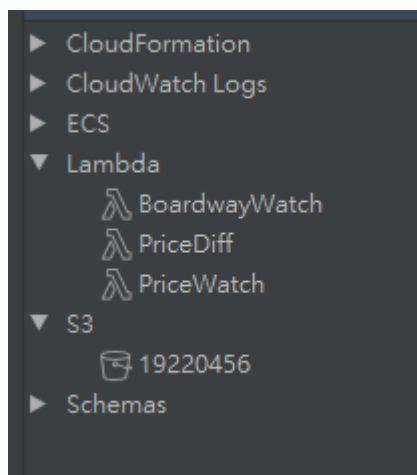 CloudFormation
CloudWatch Logs
ECS
Lambda
BoardwayWatch
PriceDiff
PriceWatch
S3
19220456
Schemas